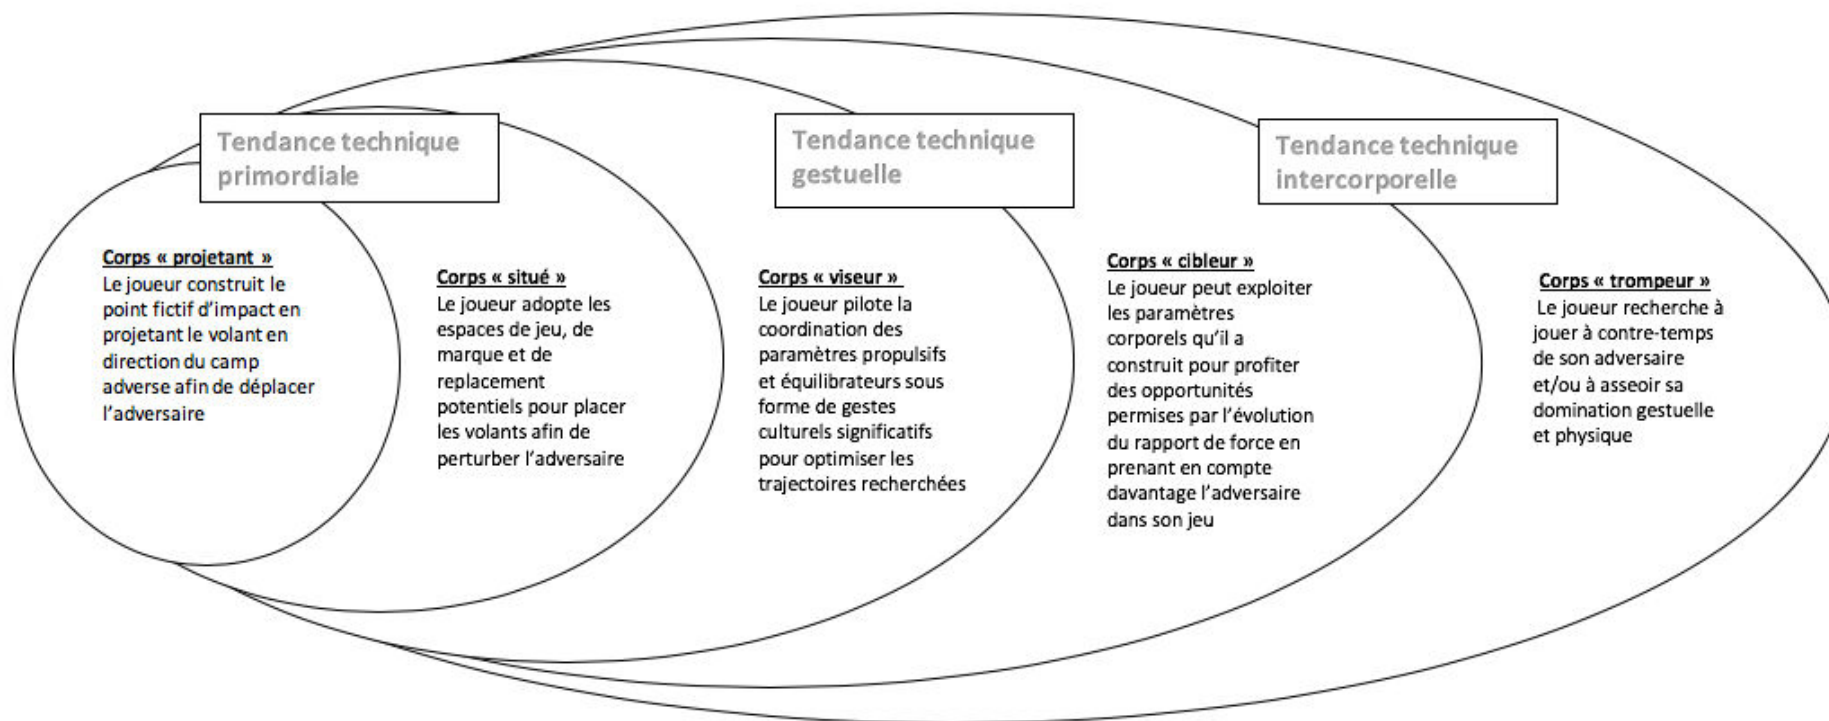 Tendance technique
primordiale
Tendance technique
gestuelle
Tendance technique
intercorporelle
Corps « projetant »
Le joueur construit le
point fictif d’impact en
projetant le volant en
direction du camp
adverse afin de déplacer
l’adversaire
Corps « situé »
Le joueur adopte les
espaces de jeu, de
marque et de
replacement
potentiels pour placer
les volants afin de
perturber l’adversaire
Corps « viseur »
Le joueur pilote la
coordination des
paramètres propulsifs
et équilibrateurs sous
forme de gestes
culturels significatifs
pour optimiser les
trajectoires recherchées
Corps « cibleur »
Le joueur peut exploiter
les paramètres
corporels qu’il a
construit pour profiter
des opportunités
permises par l’évolution
du rapport de force en
prenant en compte
davantage l’adversaire
dans son jeu
Corps « trompeur »
Le joueur recherche à
jouer à contre-temps
de son adversaire
et/ou à asseoir sa
domination gestuelle
et physique